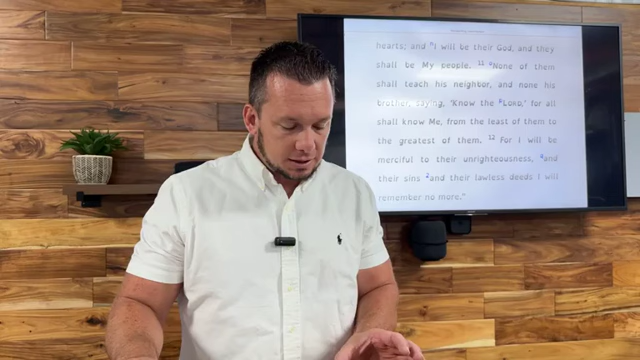 hearts; and I will be their God, and they
shall be My people. 11 None of them
shall teach his neighbor, and none his
brother, saying, 'Know the LORD,' for all
shall know Me, from the least of them to
the greatest of them. 12 For I will be
merciful to their unrighteousness, and
their sins and their lawless deeds I will
remember no more."